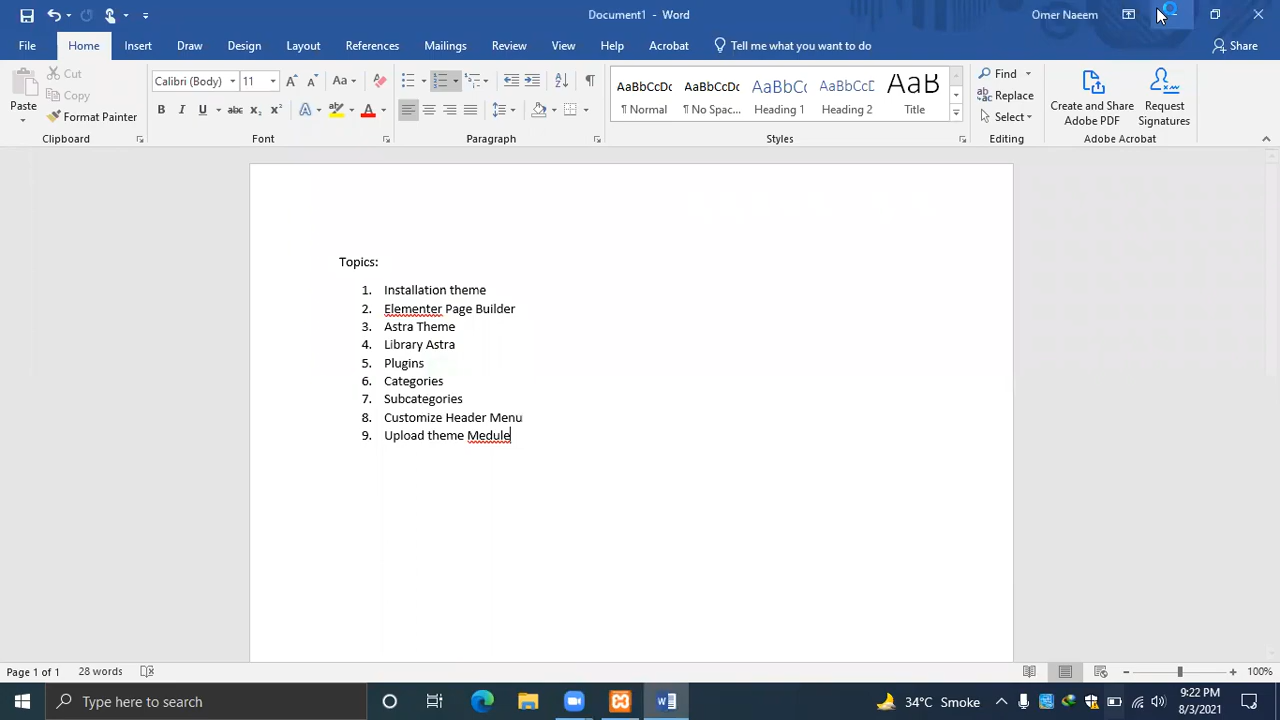 Document1 - Word
Omer Naeem
File Home Insert Draw Design Layout References Mailings Review View Help Acrobat Tell me what you want to do Share
Paste
Cut
Copy
Format Painter
Clipboard
Calibri (Body) 11
Font
Paragraph
AaBbCcDc AaBbCcDc AaBbCc AaBbCcD AaB
¶ Normal ¶ No Spac... Heading 1 Heading 2 Title
Styles
Find
Replace
Select
Editing
Create and Share Adobe PDF
Request Signatures
Adobe Acrobat
Topics:
1. Installation theme
2. Elementer Page Builder
3. Astra Theme
4. Library Astra
5. Plugins
6. Categories
7. Subcategories
8. Customize Header Menu
9. Upload theme Medule
Page 1 of 1 28 words
100%
Type here to search
34°C Smoke
9:22 PM
8/3/2021